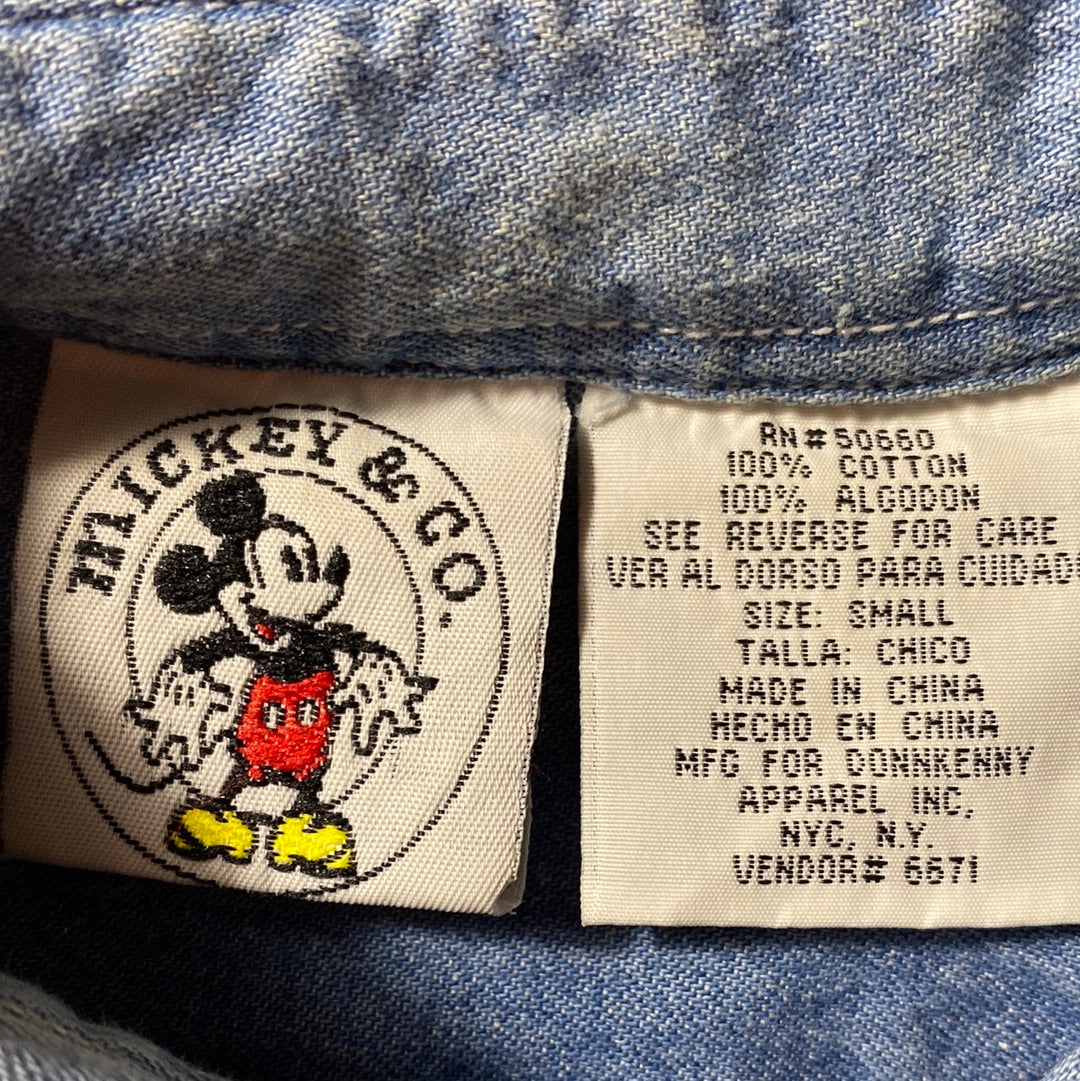 MICKEY & CO.
RN#50660
100% COTTON
100% ALGODON
SEE REVERSE FOR CARE
VER AL DORSO PARA CUIDAD
SIZE: SMALL
TALLA: CHICO
MADE IN CHINA
HECHO EN CHINA
MFG FOR DONNKENNY
APPAREL INC,
NYC, N.Y.
VENDOR# 6671